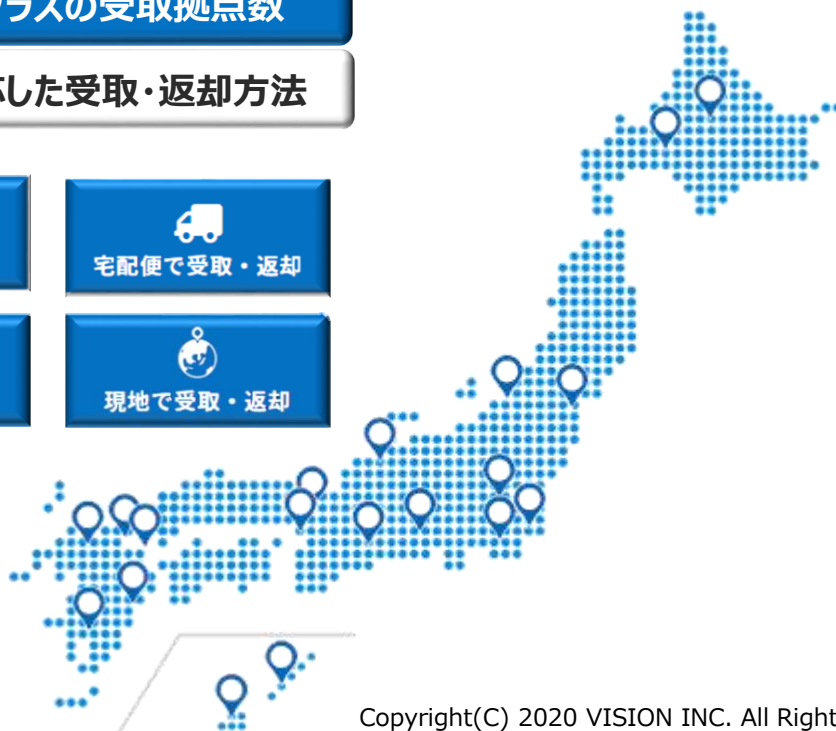 ラスの受取拠点数
した受取・返却方法
宅配便で受取・返却
現地で受取・返却
Copyright(C) 2020 VISION INC. All Right